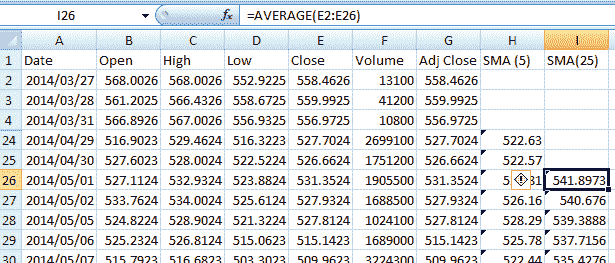 I26 fx =AVERAGE(E2:E26)
A B C D E F G H I
1 Date Open High Low Close Volume Adj Close SMA (5) SMA(25)
2 2014/03/27 568.0026 568.0026 552.9225 558.4626 13100 558.4626
3 2014/03/28 561.2025 566.4326 558.6725 559.9925 41200 559.9925
4 2014/03/31 566.8926 567.0026 556.9325 556.9725 10800 556.9725
24 2014/04/29 516.9023 529.4624 516.3223 527.7024 2699100 527.7024 522.63
25 2014/04/30 527.6023 528.0024 522.5224 526.6624 1751200 526.6624 522.57
26 2014/05/01 527.1124 532.9324 523.8824 531.3524 1905500 531.3524 5 31 541.8973
27 2014/05/02 533.7624 534.0024 525.6124 527.9324 1688500 527.9324 526.16 540.676
28 2014/05/05 524.8224 528.9024 521.3224 527.8124 1024100 527.8124 528.29 539.3888
29 2014/05/06 525.2324 526.8124 515.0623 515.1423 1689000 515.1423 525.78 537.7156
30 2014/05/07 515.7923 516.6823 503.3023 509.9623 3224300 509.9623 522.44 535.4276